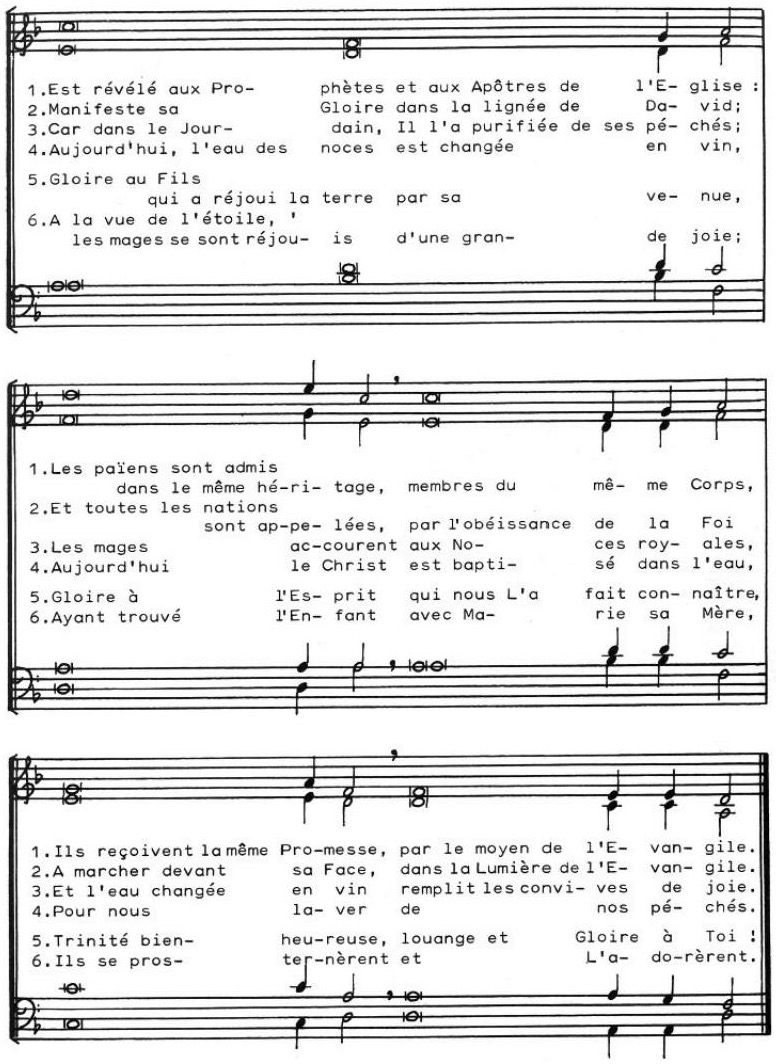 1.Est révélé aux Pro- phètes et aux Apôtres de l'E- glise :
2.Manifeste sa Gloire dans la lignée de Da- vid;
3.Car dans le Jour- dain, Il l'a purifiée de ses pé- chés;
4.Aujourd'hui, l'eau des noces est changée en vin,
5.Gloire au Fils
qui a réjoui la terre par sa ve- nue,
6.A la vue de l'étoile, '
les mages se sont réjou- is d'une gran- de joie;
1.Les païens sont admis
dans le même hé-ri- tage, membres du mê- me Corps,
2.Et toutes les nations
sont ap-pe- lées, par l'obéissance de la Foi
3.Les mages ac-courent aux No- ces roy- ales,
4.Aujourd'hui le Christ est bapti- sé dans l'eau,
5.Gloire à l'Es- prit qui nous L'a fait con- naître,
6.Ayant trouvé l'En- fant avec Ma- rie sa Mère,
1.Ils reçoivent la même Pro-messe, par le moyen de l'E- van- gile.
2.A marcher devant sa Face, dans la Lumière de l'E- van- gile.
3.Et l'eau changée en vin remplit les convi- ves de joie.
4.Pour nous la- ver de nos pé- chés.
5.Trinité bien- heu-reuse, louange et Gloire à Toi !
6.Ils se pros- ter-nèrent et L'a- do-rèrent.